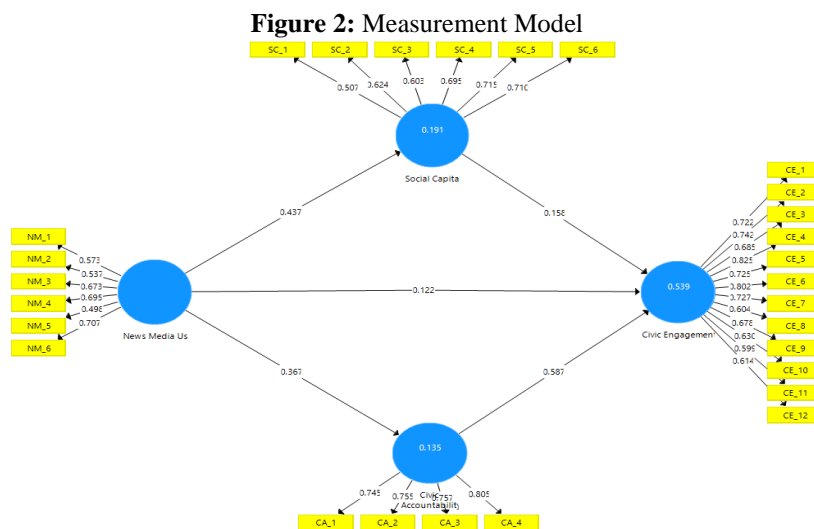 Figure 2: Measurement Model
SC_1 SC_2 SC_3 SC_4 SC_5 SC_6
0.507 0.624 0.603 0.695 0.715 0.710
0.191
Social Capita
0.437
0.158
NM_1
NM_2
NM_3
NM_4
NM_5
NM_6
0.573
0.537
0.673
0.695
0.498
0.707
News Media Us
0.122
0.539
Civic Engagement
0.722
0.742
0.685
0.825
0.725
0.802
0.727
0.604
0.678
0.630
0.599
0.614
CE_1
CE_2
CE_3
CE_4
CE_5
CE_6
CE_7
CE_8
CE_9
CE_10
CE_11
CE_12
0.367
0.587
0.135
Civic
Accountability
0.745 0.755 0.757 0.805
CA_1 CA_2 CA_3 CA_4